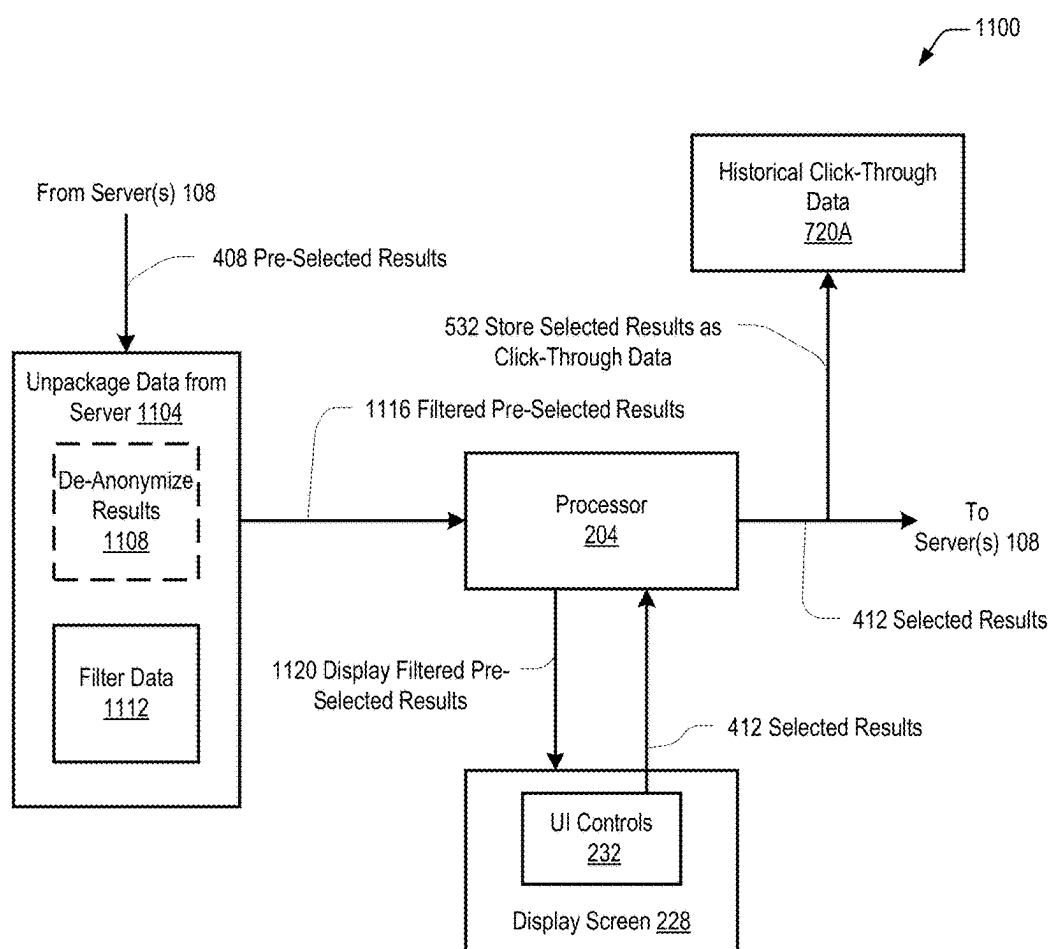 1100
Historical Click-Through
Data
720A
From Server(s) 108
408 Pre-Selected Results
532 Store Selected Results as
Click-Through Data
Unpackage Data from
Server 1104
1116 Filtered Pre-Selected Results
De-Anonymize
Results
1108
Processor
204
To
Server(s) 108
412 Selected Results
Filter Data
1112
1120 Display Filtered Pre-
Selected Results
412 Selected Results
UI Controls
232
Display Screen 228